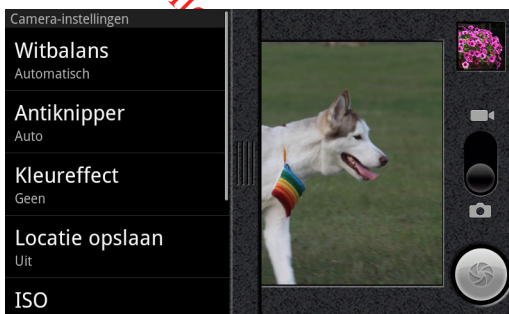 Camera-instellingen
Witbalans
Automatisch
Antiknipper
Auto
Kleureffect
Geen
Locatie opslaan
Uit
ISO